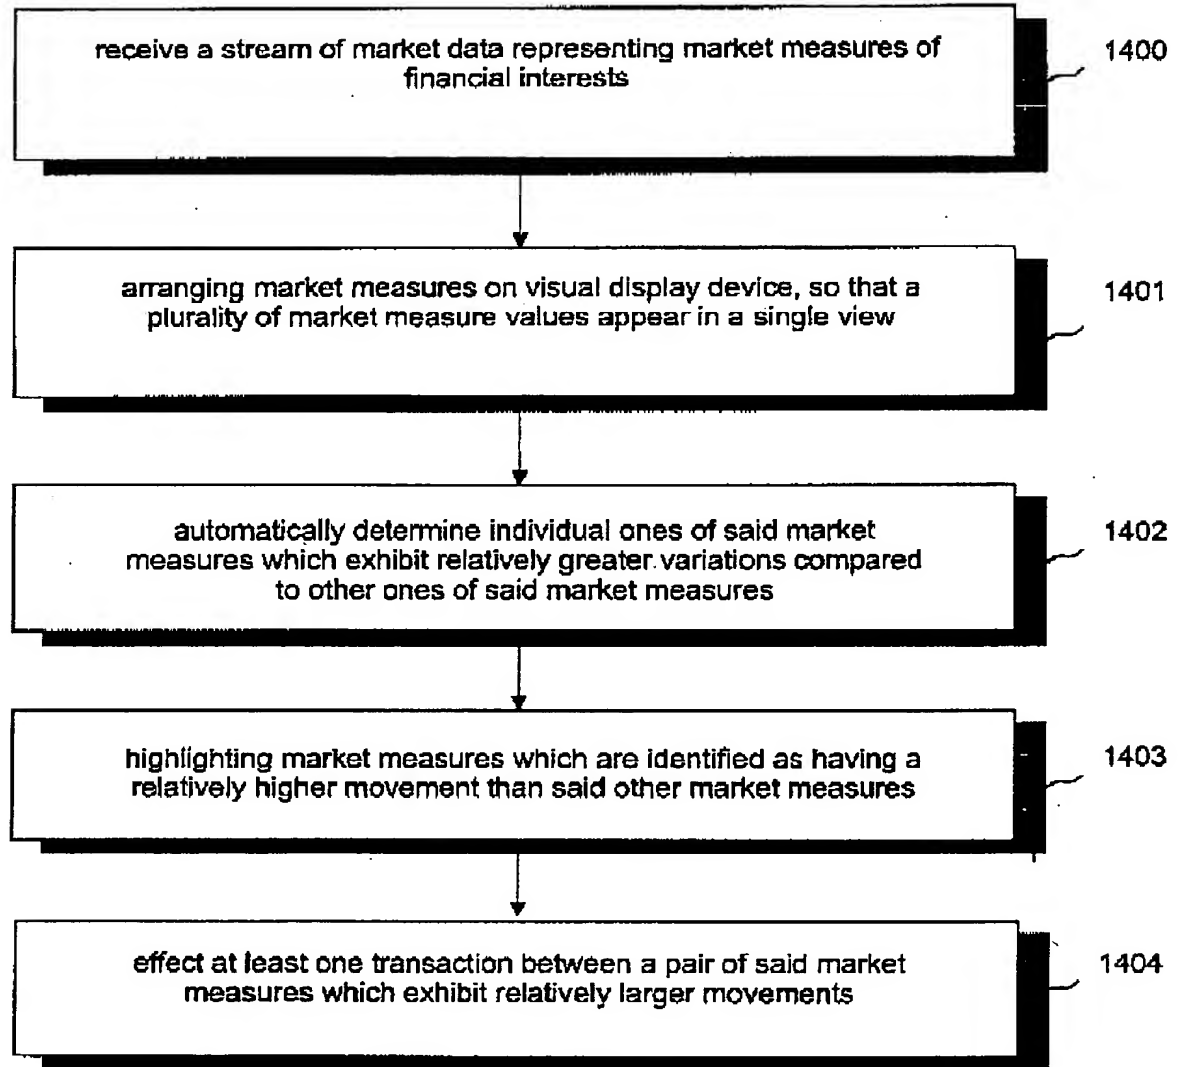 receive a stream of market data representing market measures of
financial interests
1400
arranging market measures on visual display device, so that a
plurality of market measure values appear in a single view
1401
automatically determine individual ones of said market
measures which exhibit relatively greater variations compared
to other ones of said market measures
1402
highlighting market measures which are identified as having a
relatively higher movement than said other market measures
1403
effect at least one transaction between a pair of said market
measures which exhibit relatively larger movements
1404